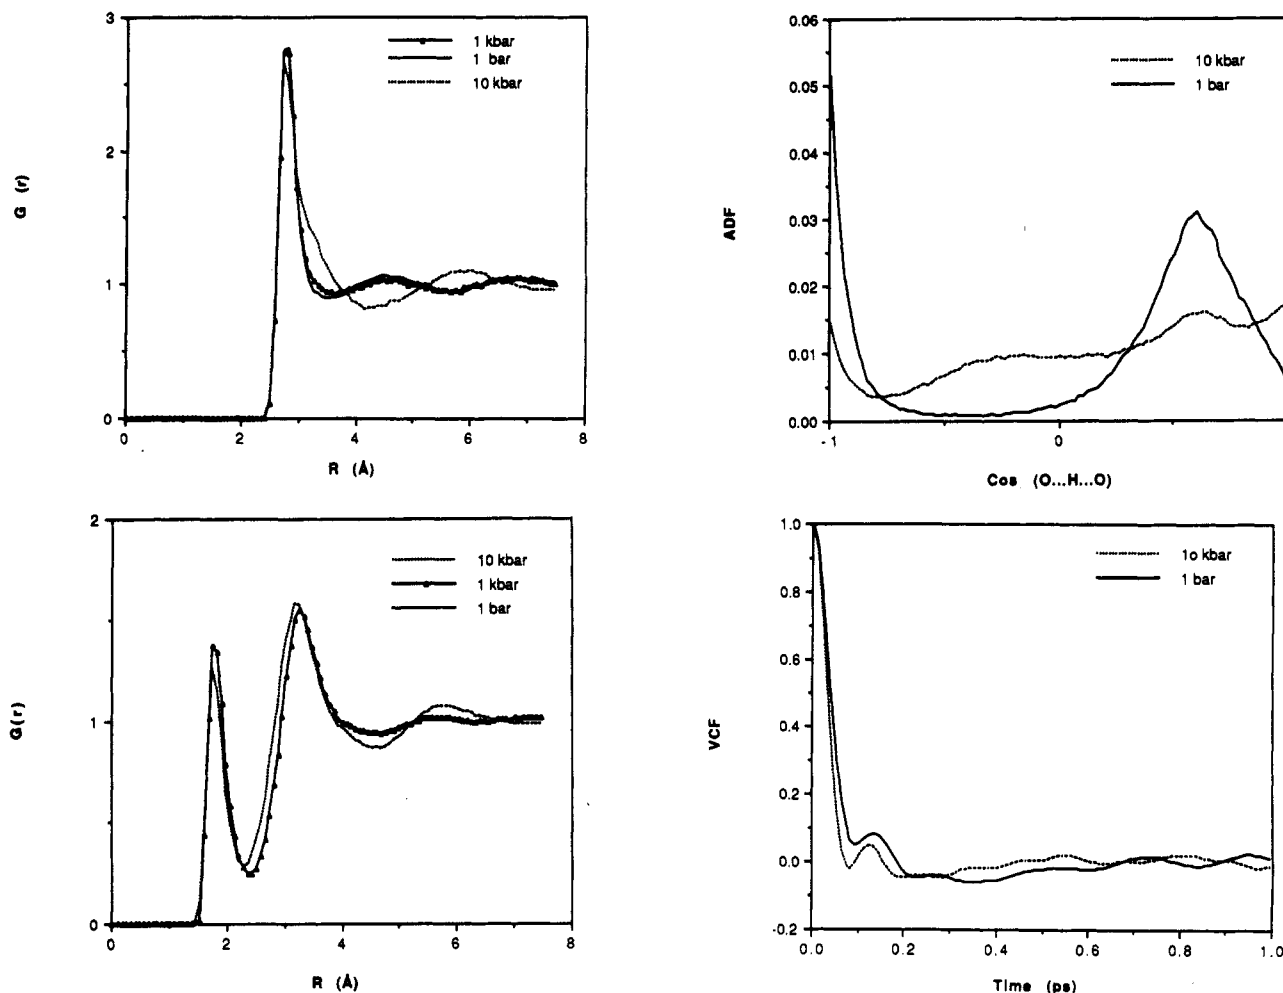 3
2
1
0
G (r)
1 kbar
1 bar
10 kbar
0 2 4 6 8
R (Å)
0.06
0.05
0.04
0.03
0.02
0.01
0.00
ADF
10 kbar
1 bar
-1 0
Cos (O...H...O)
2
1
0
G(r)
10 kbar
1 kbar
1 bar
0 2 4 6 8
R (Å)
1.0
0.8
0.6
0.4
0.2
0.0
-0.2
VCF
1o kbar
1 bar
0.0 0.2 0.4 0.6 0.8 1.0
Time (ps)